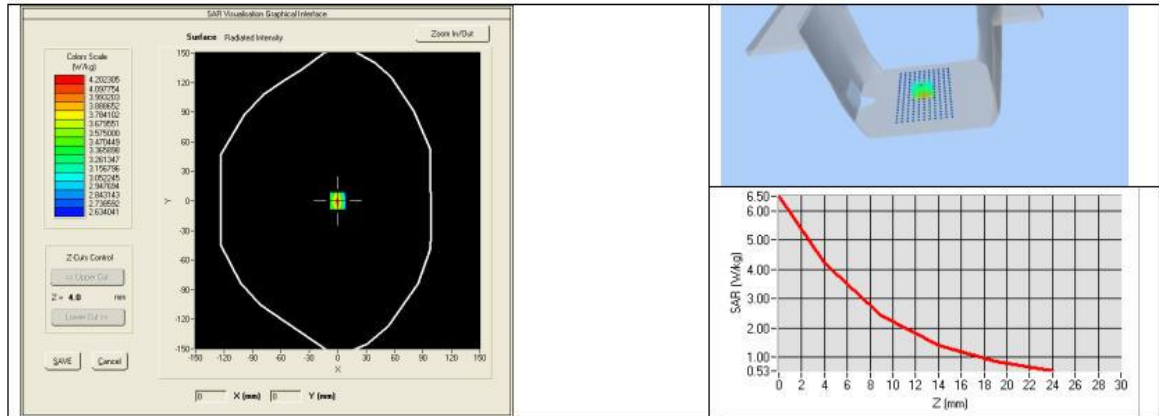 SAR Visualisation Graphical Interface
Surface Radiated Intensity
Zoom In/Out
Colors Scale
(W/kg)
4.202305
4.097754
3.993203
3.888652
3.784102
3.679551
3.575000
3.470449
3.365898
3.261347
3.156796
3.052245
2.947694
2.843143
2.738592
2.634041
Z-Cuts Control
<< Upper Cut
Z = 4.0 mm
Lower Cut >>
SAVE Cancel
150
120
90
60
30
0
-30
-60
-90
-120
-150
Y
-150 -120 -90 -60 -30 0 30 60 90 120 150
X
0 X (mm) 0 Y (mm)
6.50
6.00
5.00
4.00
3.00
2.00
1.00
0.53
SAR (W/kg)
0 2 4 6 8 10 12 14 16 18 20 22 24 26 28 30
Z (mm)